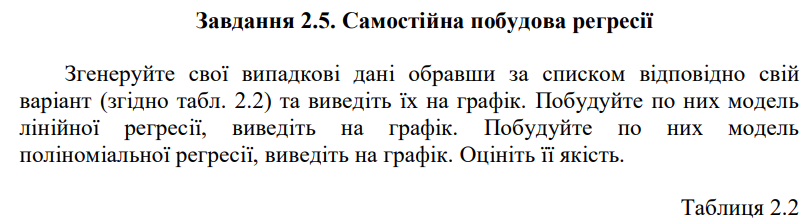 Завдання 2.5. Самостійна побудова регресії
Згенеруйте свої випадкові дані обравши за списком відповідно свій
варіант (згідно табл. 2.2) та виведіть їх на графік. Побудуйте по них модель
лінійної регресії, виведіть на графік. Побудуйте по них модель
поліноміальної регресії, виведіть на графік. Оцініть її якість.
Таблиця 2.2